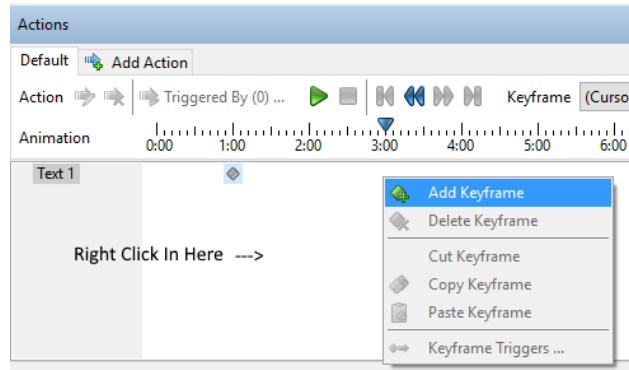 Actions
Default Add Action
Action Triggered By (0) ... Keyframe (Curso
Animation 0:00 1:00 2:00 3:00 4:00 5:00 6:00
Text 1
Add Keyframe
Delete Keyframe
Right Click In Here --->
Cut Keyframe
Copy Keyframe
Paste Keyframe
Keyframe Triggers ...